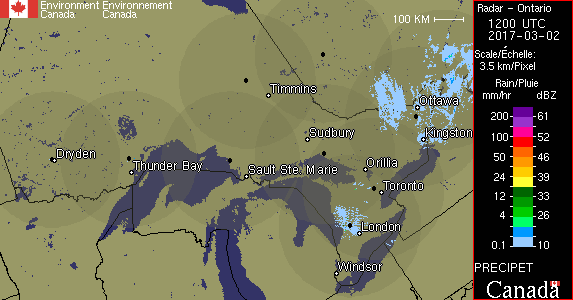 Environment Environnement
Canada Canada
100 KM
Timmins
Ottawa
Sudbury
Kingston
Dryden
Thunder Bay
Sault Ste. Marie
Orillia
Toronto
London
Windsor
Radar - Ontario
1200 UTC
2017-03-02
Scale/Échelle:
3.5 km/Pixel
Rain/Pluie
mm/hr dBZ
200 61
100 52
50 46
24 39
12 33
4 26
0.1 10
PRECIPET
Canada